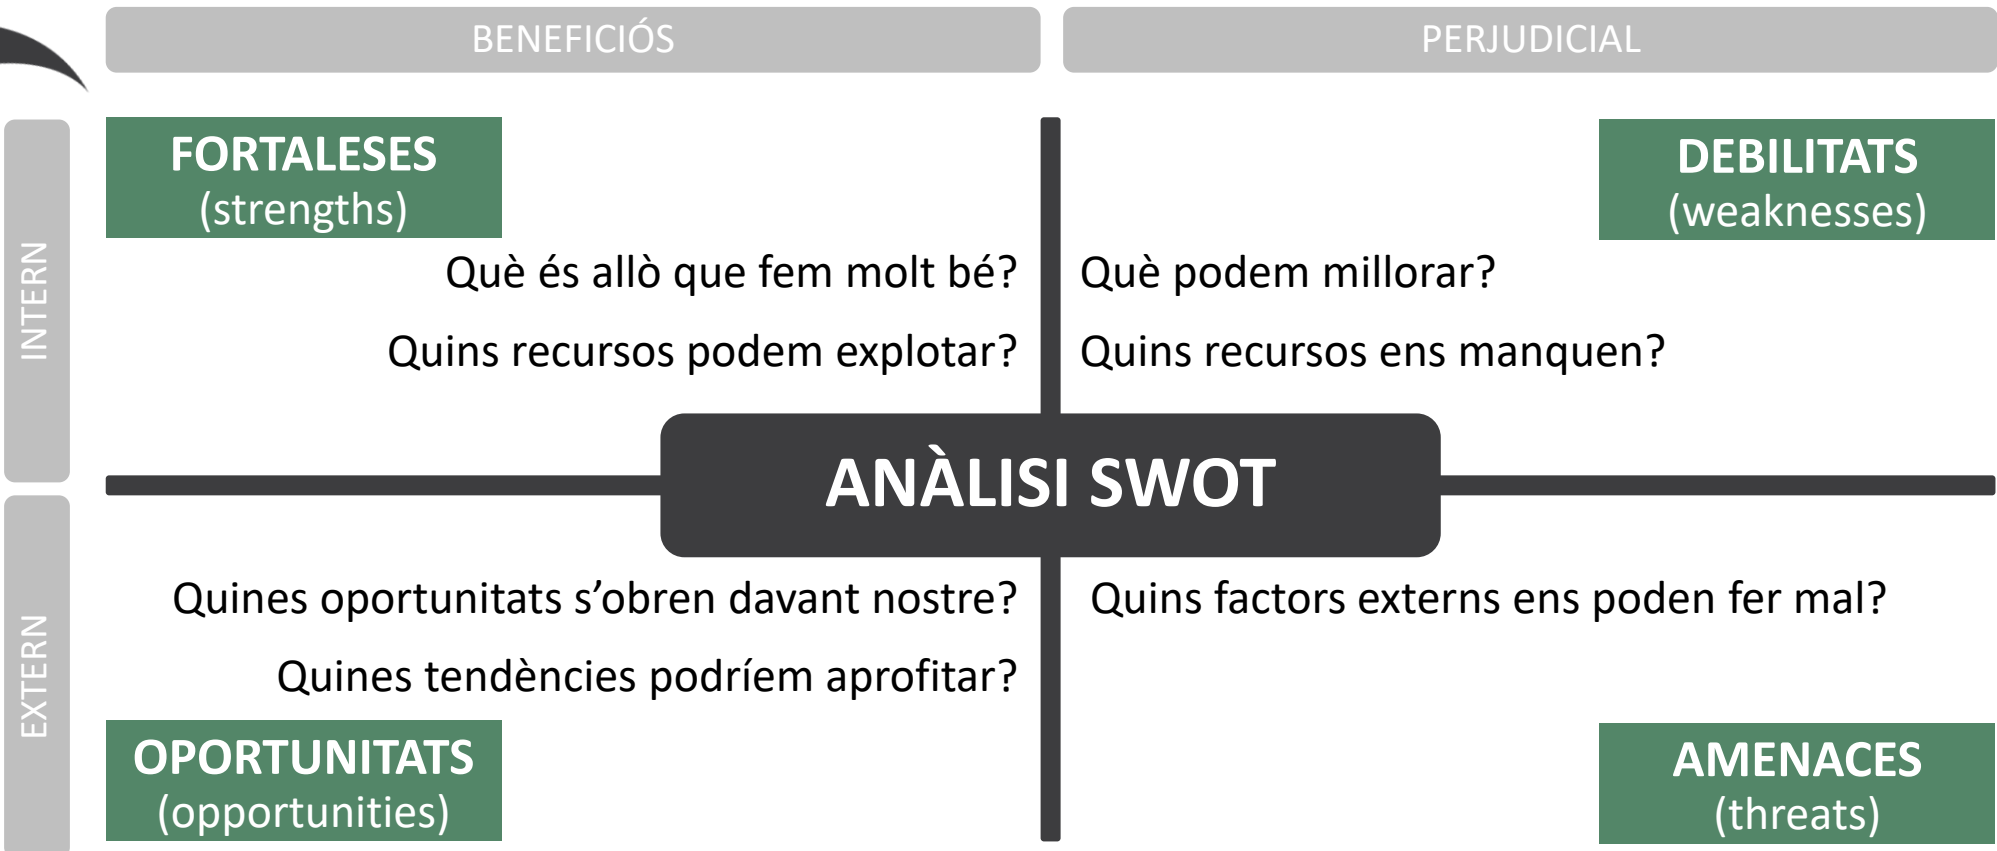 BENEFICIÓS
PERJUDICIAL
INTERN
FORTALESES
(strengths)
Què és allò que fem molt bé?
Quins recursos podem explotar?
DEBILITATS
(weaknesses)
Què podem millorar?
Quins recursos ens manquen?
ANÀLISI SWOT
EXTERN
Quines oportunitats s’obren davant nostre?
Quines tendències podríem aprofitar?
OPORTUNITATS
(opportunities)
Quins factors externs ens poden fer mal?
AMENACES
(threats)